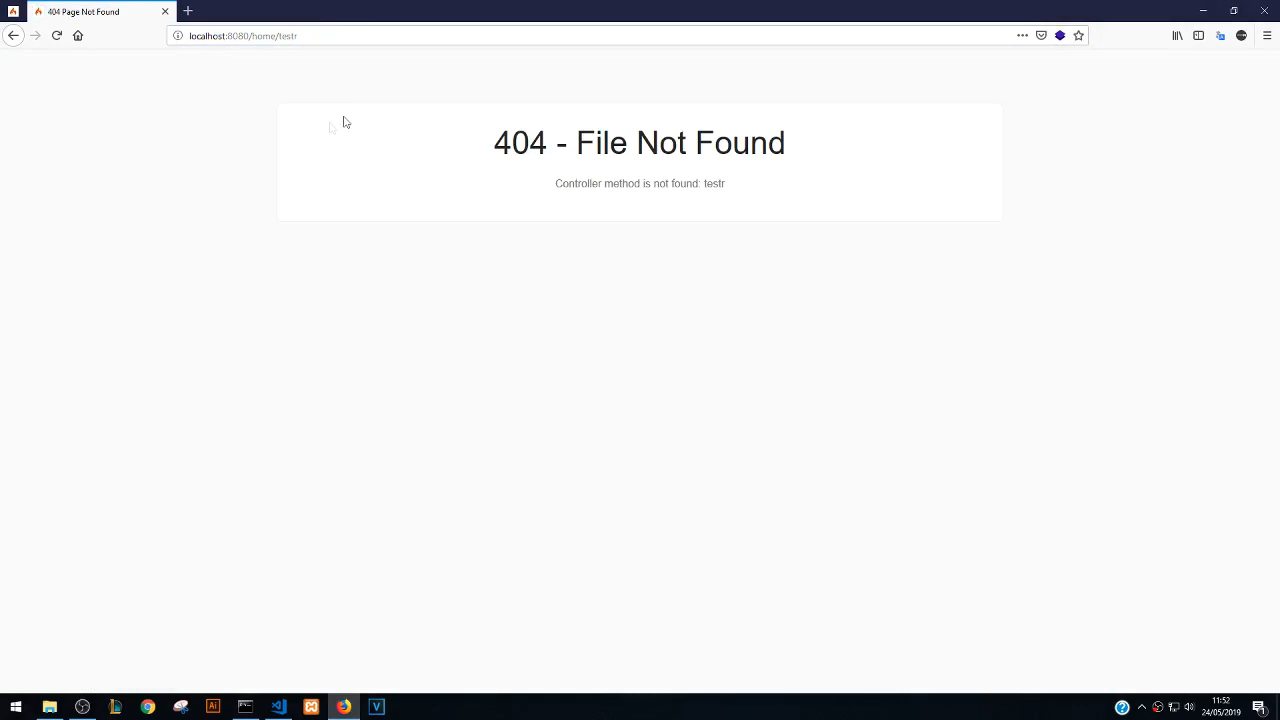 404 Page Not Found
localhost:8080/home/testr
404 - File Not Found
Controller method is not found: testr
Ai
V
11:52
24/05/2019